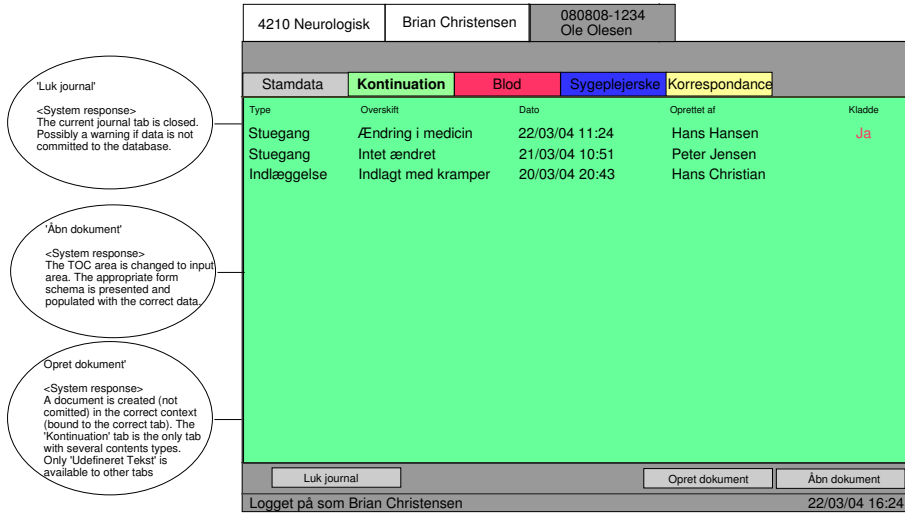 4210 Neurologisk
Brian Christensen
080808-1234
Ole Olesen
Stamdata
Kontinuation
Blod
Sygeplejerske
Korrespondance
Type Overskift Dato Oprettet af Kladde
Stuegang Ændring i medicin 22/03/04 11:24 Hans Hansen Ja
Stuegang Intet ændret 21/03/04 10:51 Peter Jensen
Indlæggelse Indlagt med kramper 20/03/04 20:43 Hans Christian
Luk journal
Opret dokument
Åbn dokument
Logget på som Brian Christensen
22/03/04 16:24
'Luk journal'
<System response>
The current journal tab is closed.
Possibly a warning if data is not
committed to the database.
'Åbn dokument'
<System response>
The TOC area is changed to input
area. The appropriate form
schema is presented and
populated with the correct data.
Opret dokument'
<System response>
A document is created (not
comitted) in the correct context
(bound to the correct tab). The
'Kontinuation' tab is the only tab
with several contents types.
Only 'Udefineret Tekst' is
available to other tabs